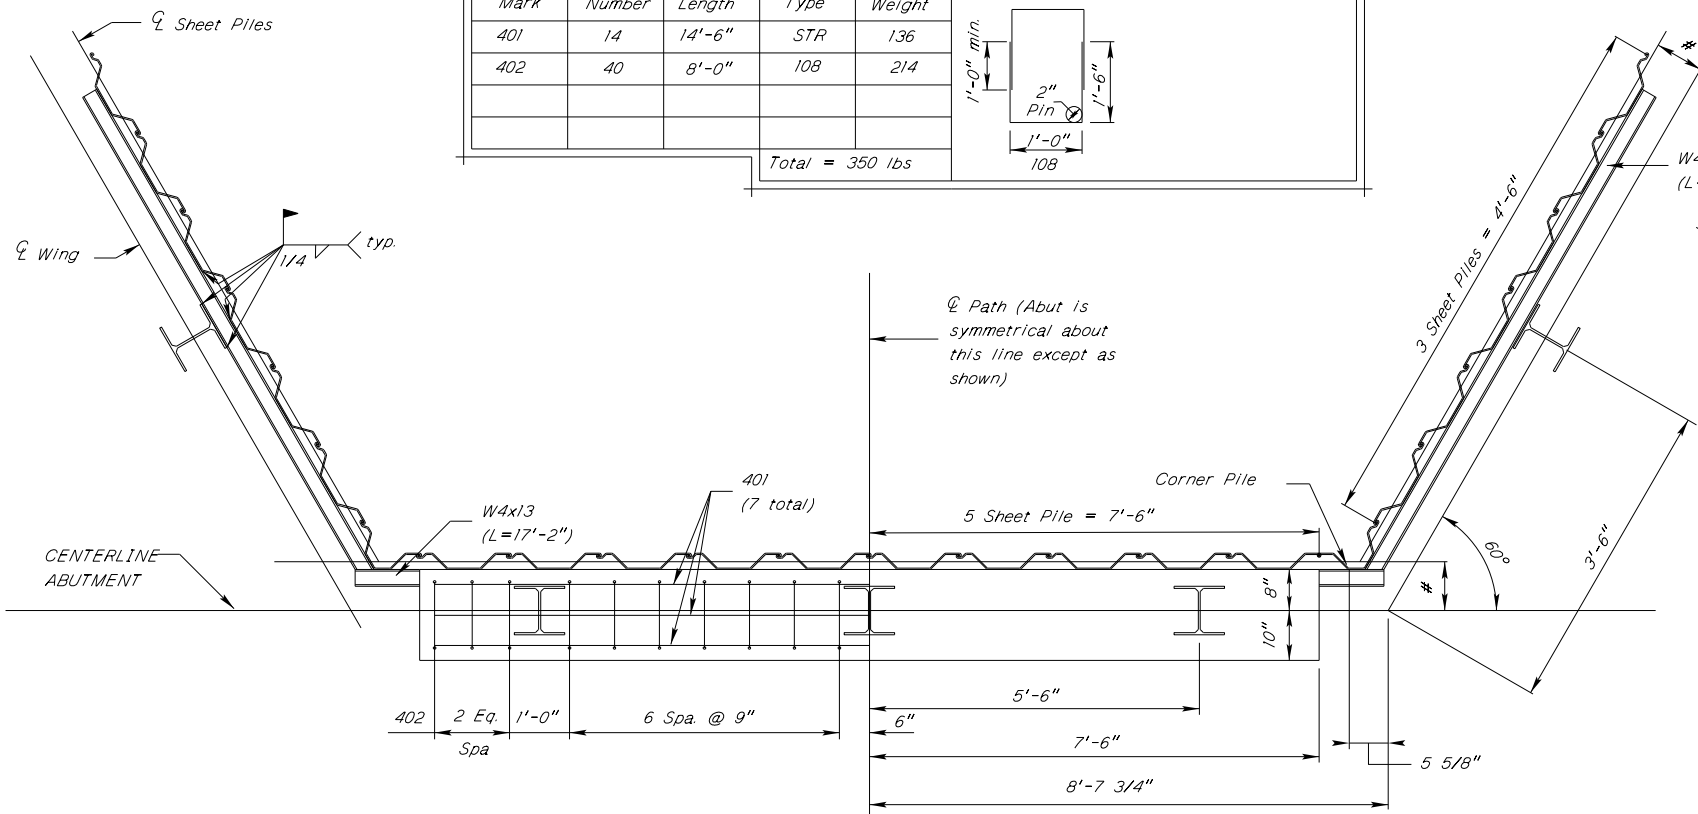 Mark Number Length Type Weight
401 14 14'-6" STR 136
402 40 8'-0" 108 214
Total = 350 lbs
1'-0" min.
1'-6"
2"
Pin
1'-0"
108
℄ Sheet Piles
℄ Wing
1/4
typ.
℄ Path (Abut is
symmetrical about
this line except as
shown)
3 Sheet Piles = 4'-6"
#
W4
(L=
401
(7 total)
W4x13
(L=17'-2")
Corner Pile
5 Sheet Pile = 7'-6"
CENTERLINE
ABUTMENT
8"
10"
#
60°
3'-6"
402
2 Eq.
Spa
1'-0"
6 Spa. @ 9"
6"
5'-6"
7'-6"
5 5/8"
8'-7 3/4"